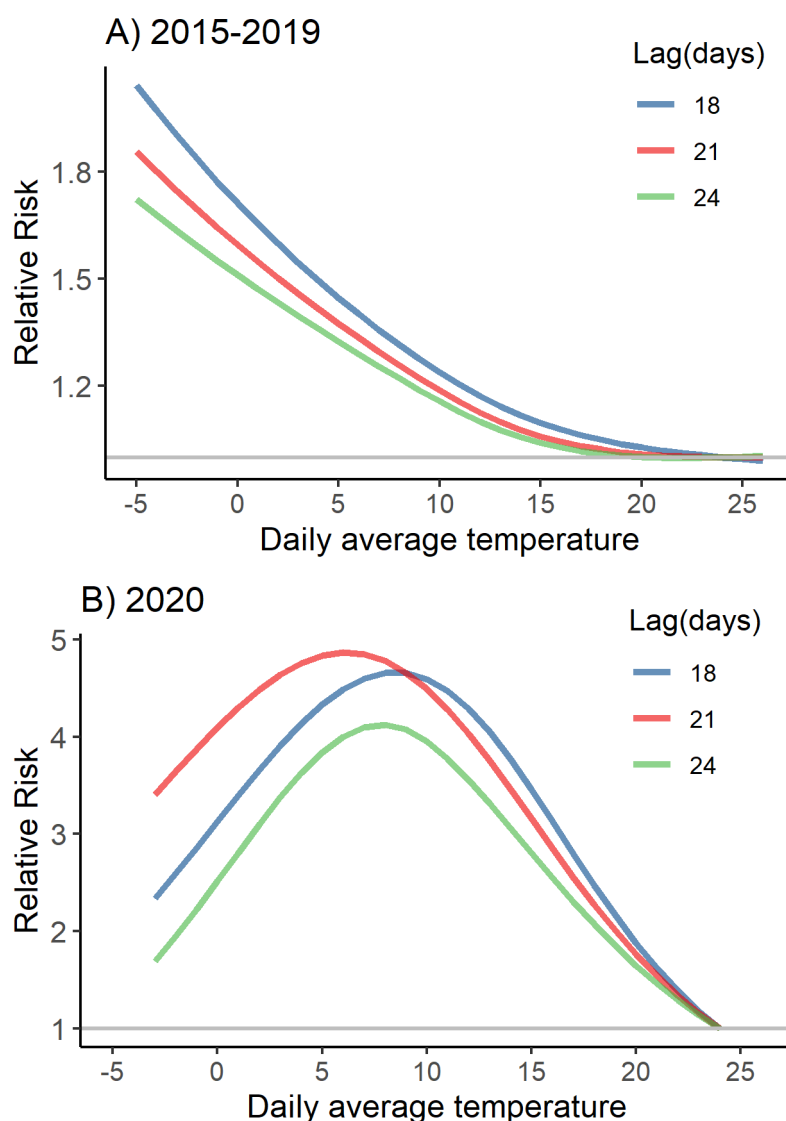 A) 2015-2019
Lag(days)
18
21
24
Relative Risk
1.8
1.5
1.2
-5 0 5 10 15 20 25
Daily average temperature
B) 2020
Lag(days)
18
21
24
Relative Risk
5
4
3
2
1
-5 0 5 10 15 20 25
Daily average temperature